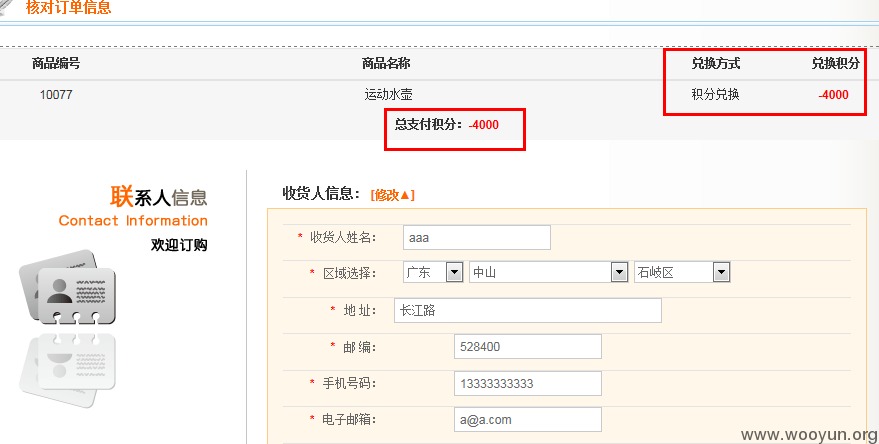 核对订单信息
商品编号 商品名称 兑换方式 兑换积分
10077 运动水壶 积分兑换 -4000
总支付积分：-4000
联系人信息
Contact Information
欢迎订购
收货人信息： [修改▲]
* 收货人姓名： aaa
* 区域选择： 广东 中山 石岐区
* 地 址： 长江路
* 邮 编： 528400
* 手机号码： 13333333333
* 电子邮箱： a@a.com
www.wooyun.org